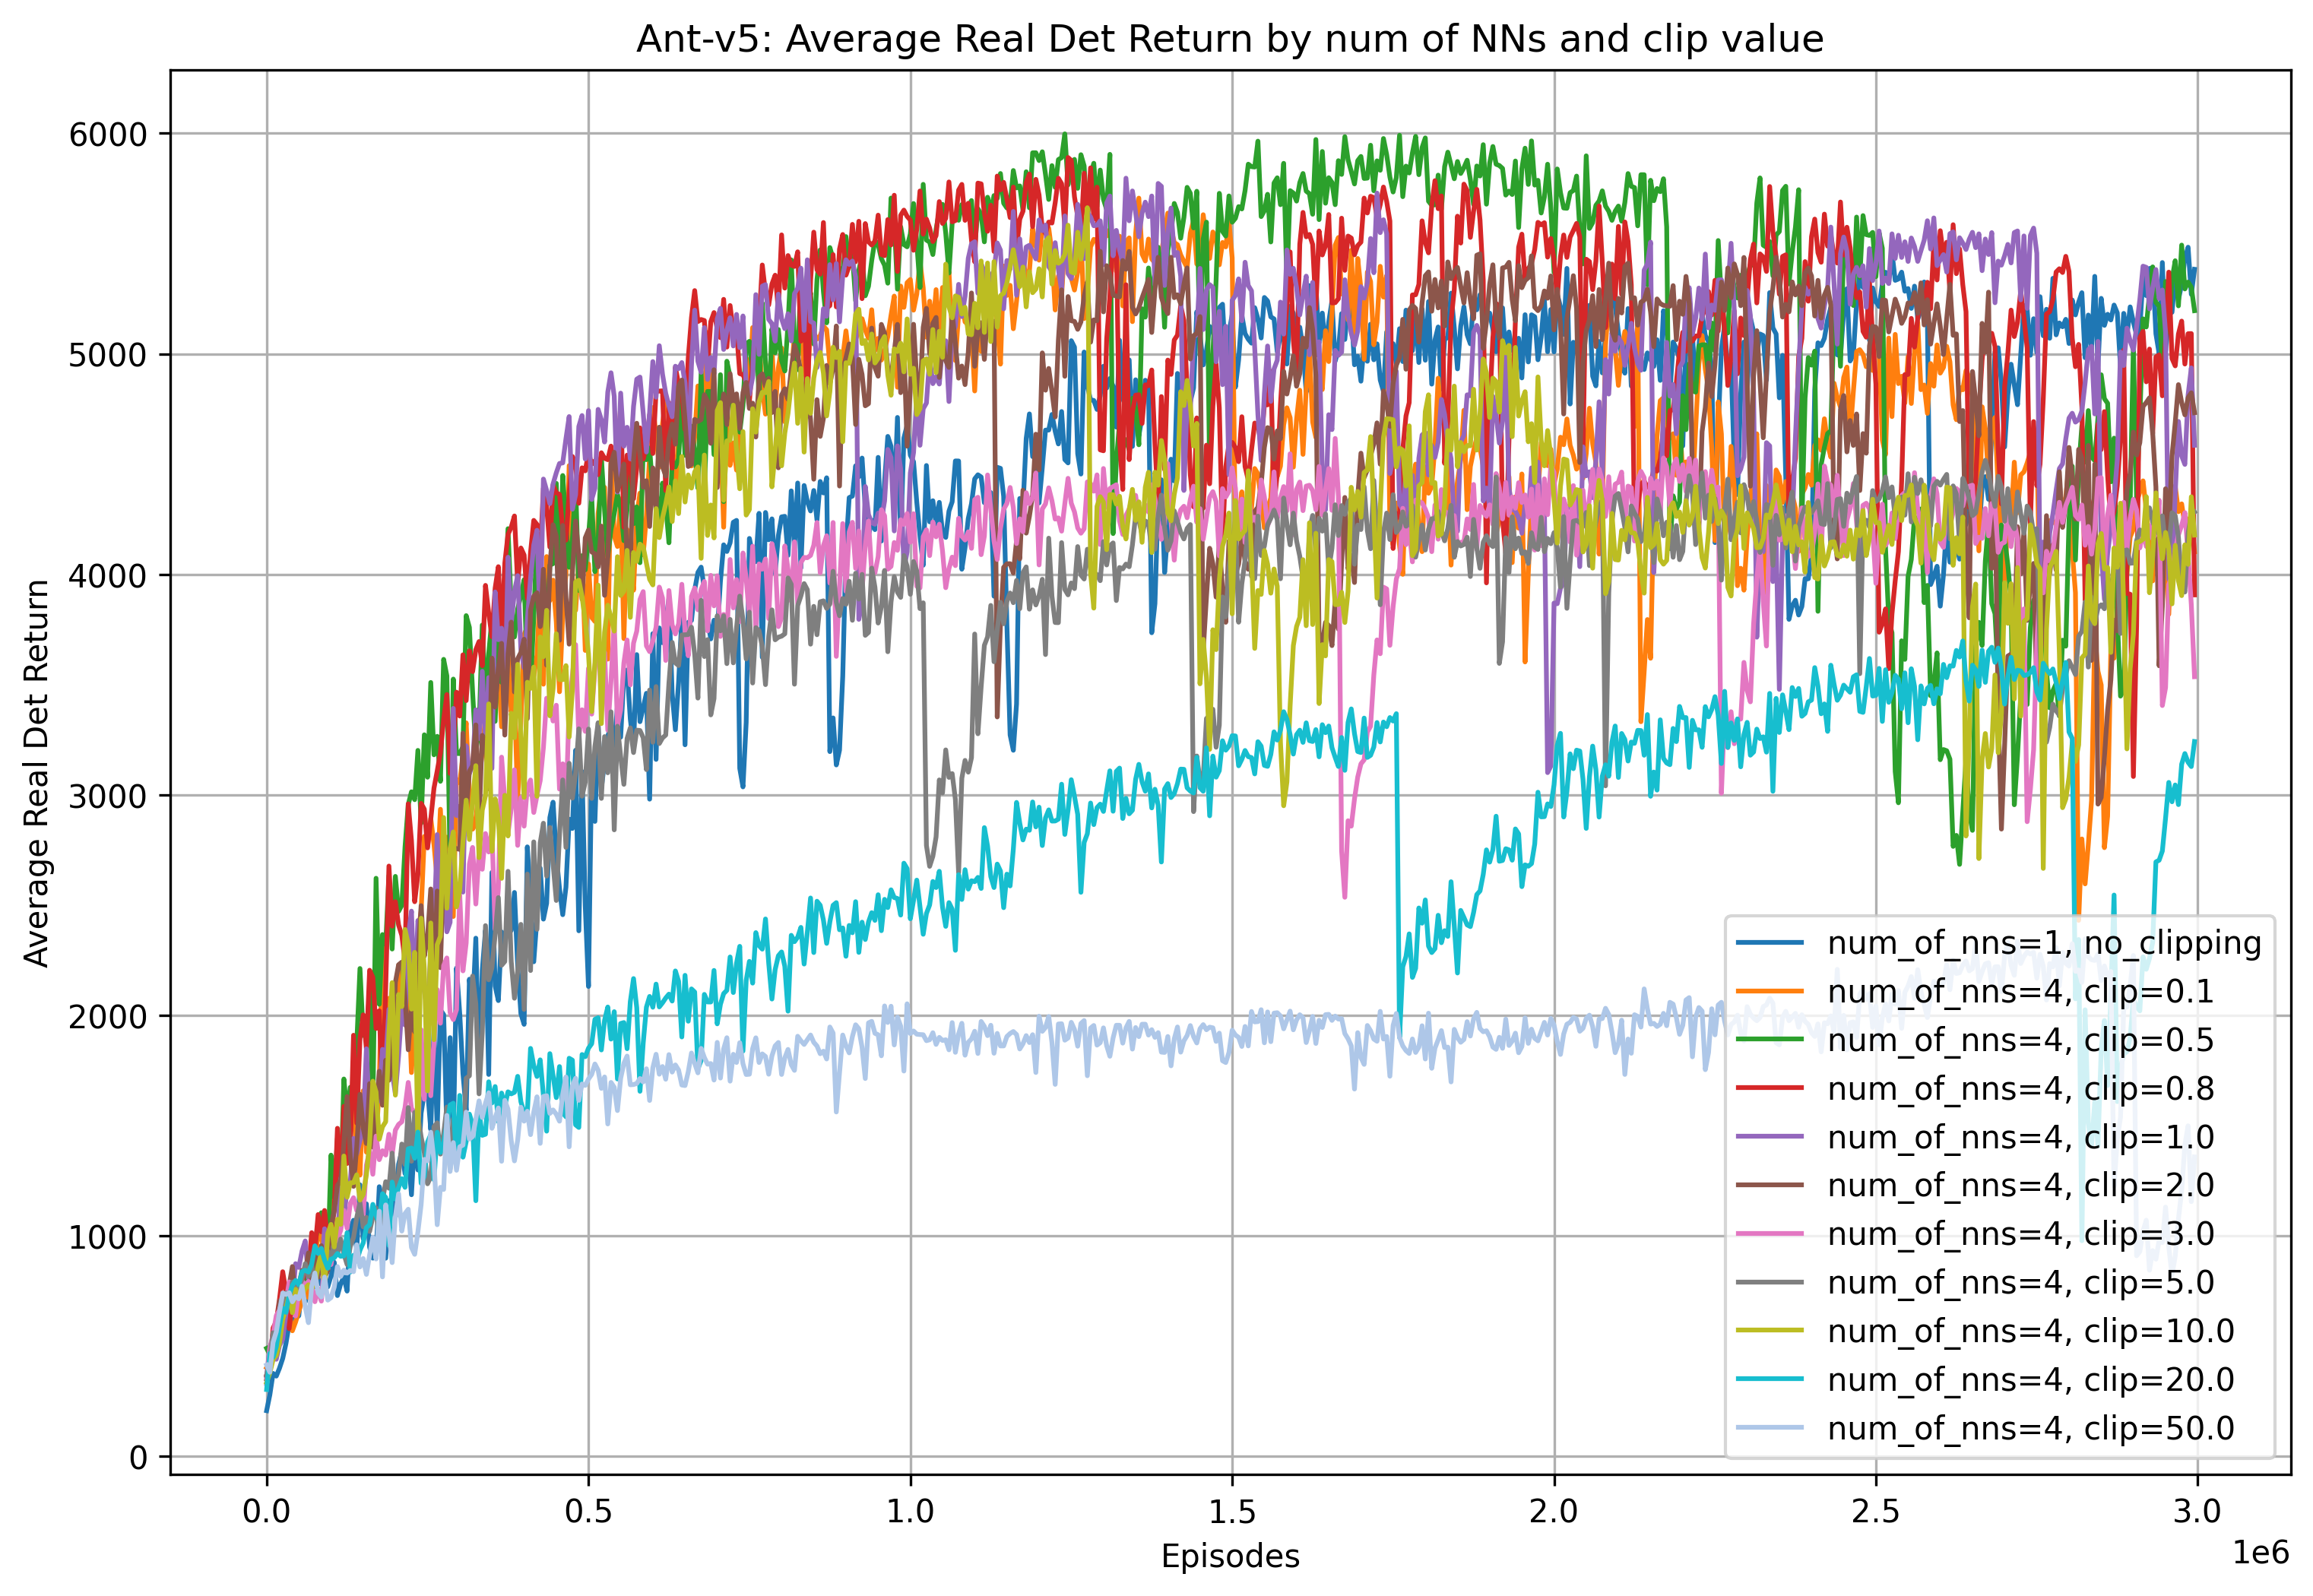 Ant-v5: Average Real Det Return by num of NNs and clip value
Average Real Det Return
6000
5000
4000
3000
2000
1000
0
num_of_nns=1, no_clipping
num_of_nns=4, clip=0.1
num_of_nns=4, clip=0.5
num_of_nns=4, clip=0.8
num_of_nns=4, clip=1.0
num_of_nns=4, clip=2.0
num_of_nns=4, clip=3.0
num_of_nns=4, clip=5.0
num_of_nns=4, clip=10.0
num_of_nns=4, clip=20.0
num_of_nns=4, clip=50.0
0.0 0.5 1.0 1.5 2.0 2.5 3.0
1e6
Episodes